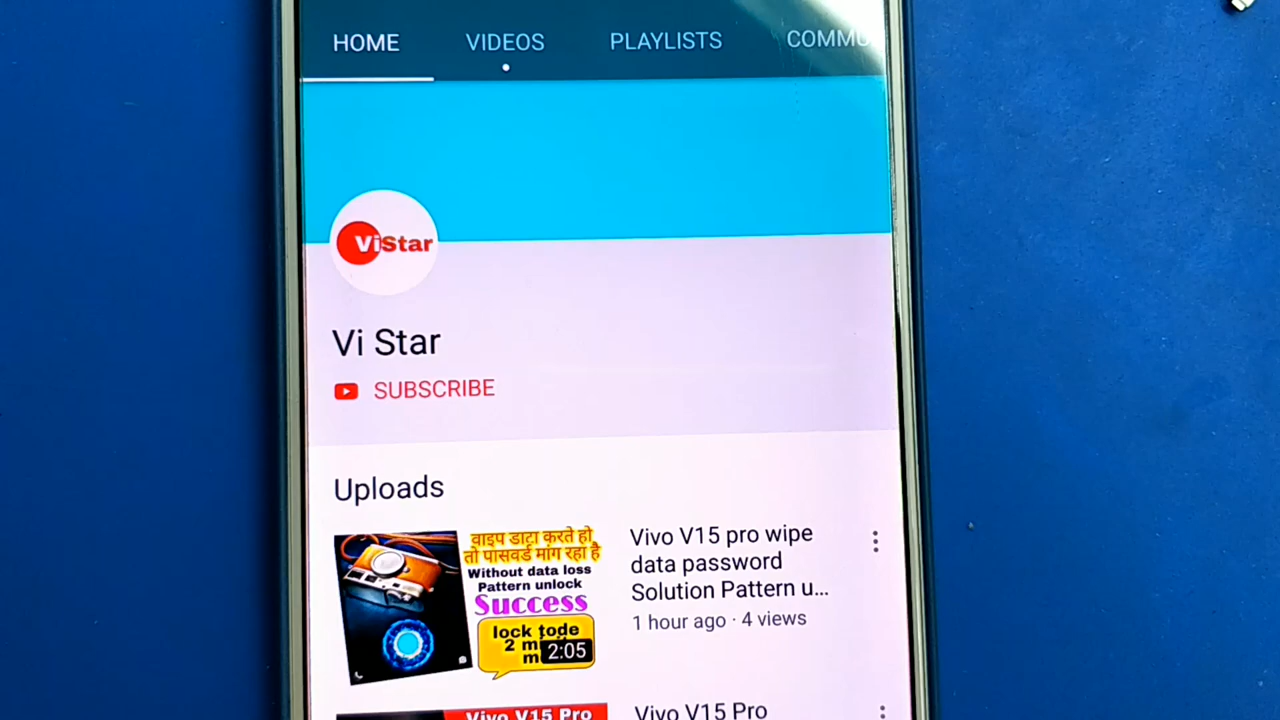 HOME VIDEOS PLAYLISTS COMMU
ViStar
Vi Star
SUBSCRIBE
Uploads
वाइप डाटा करते हो
तो पासवर्ड मांग रहा है
Without data loss
Pattern unlock
Success
lock tode
2 m
m
2:05
Vivo V15 pro wipe
data password
Solution Pattern u...
1 hour ago · 4 views
Vivo V15 Pro
Vivo V15 Pro